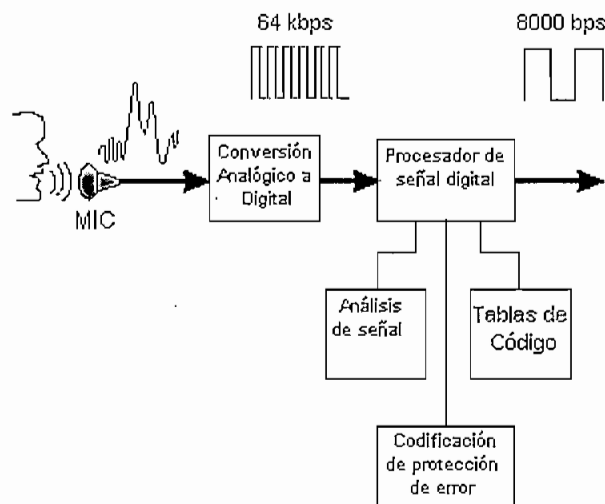 64 kbps
8000 bps
MIC
Conversión
Analógico a
Digital
Procesador de
señal digital
Análisis
de señal
Tablas de
Código
Codificación
de protección
de error